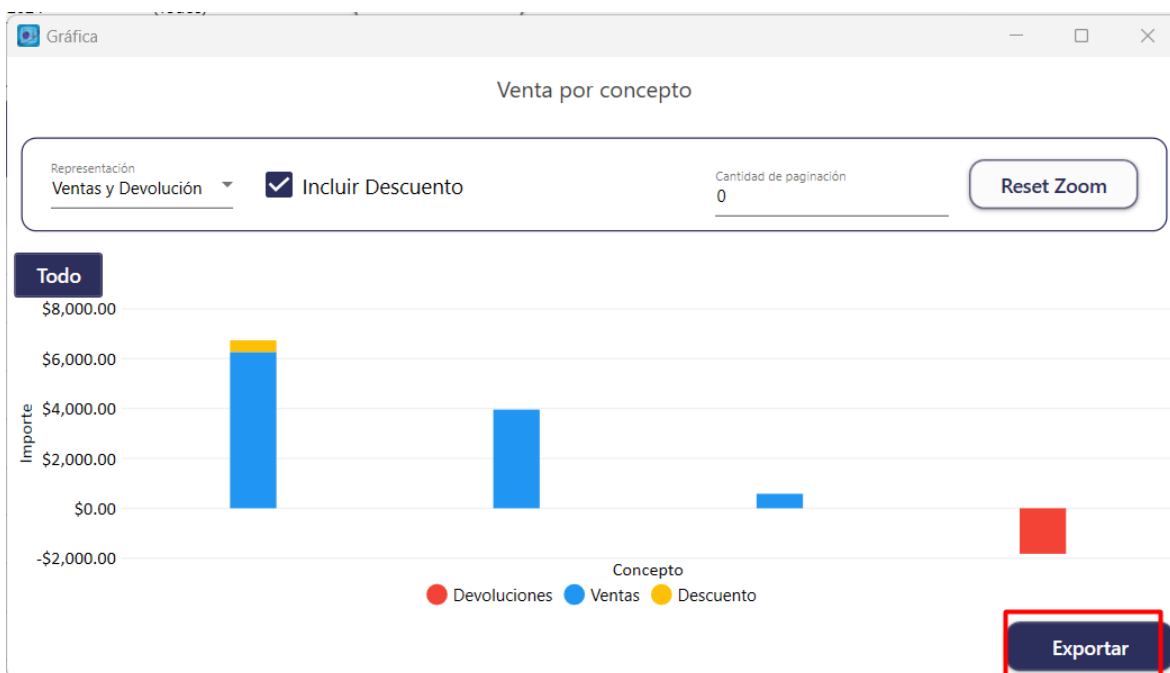 Gráfica
Venta por concepto
Representación
Ventas y Devolución
Incluir Descuento
Cantidad de paginación
0
Reset Zoom
Todo
$8,000.00
$6,000.00
$4,000.00
$2,000.00
$0.00
-$2,000.00
Importe
Concepto
Devoluciones Ventas Descuento
Exportar